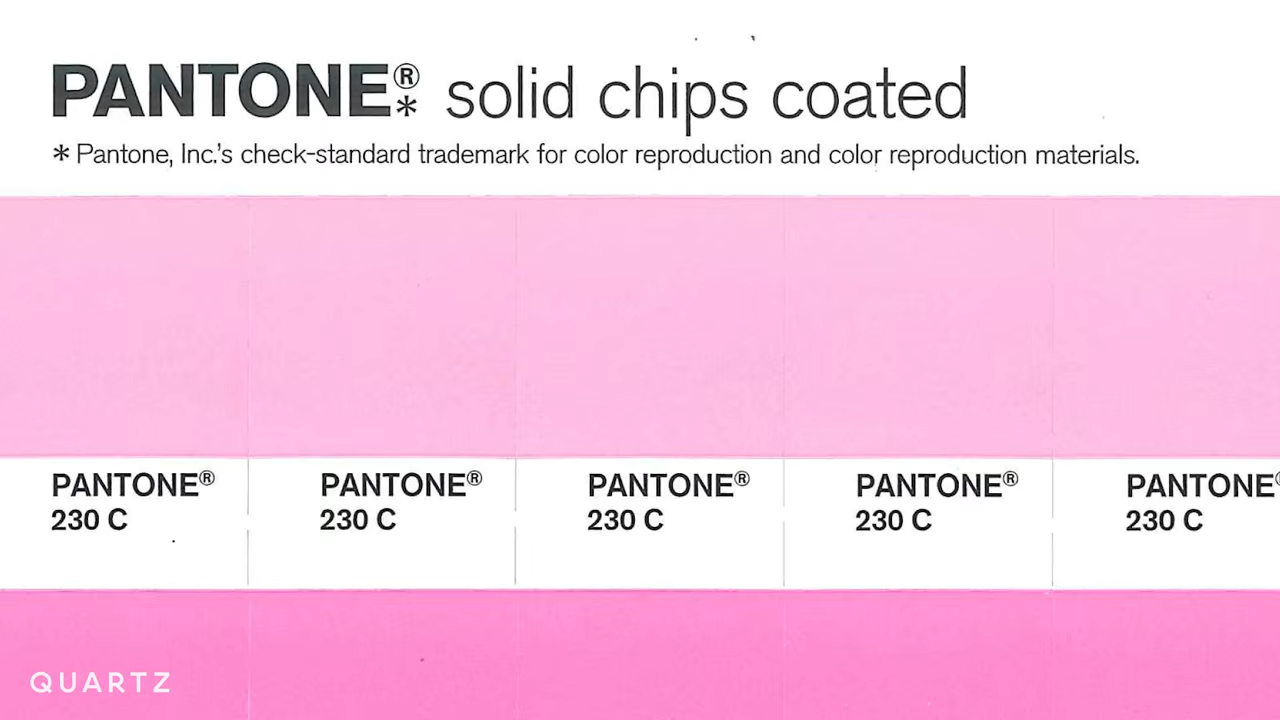 PANTONE®* solid chips coated
* Pantone, Inc.'s check-standard trademark for color reproduction and color reproduction materials.
PANTONE® PANTONE® PANTONE® PANTONE® PANTONE®
230 C 230 C 230 C 230 C 230 C
QUARTZ